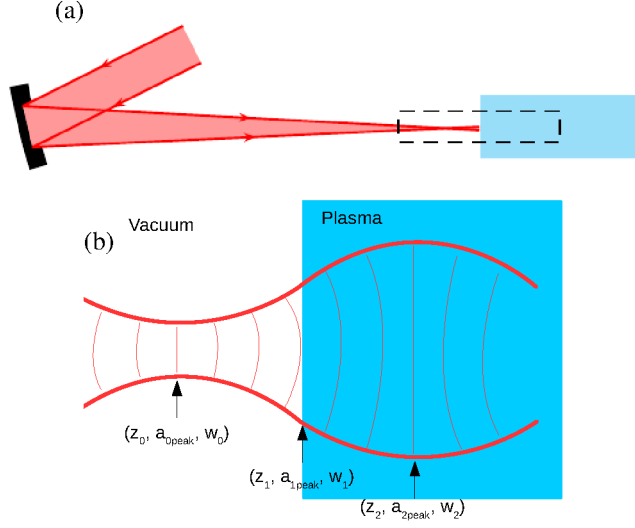 (a)
Vacuum
Plasma
(b)
(z₀, a₀peak, w₀)
(z₁, a₁peak, w₁)
(z₂, a₂peak, w₂)